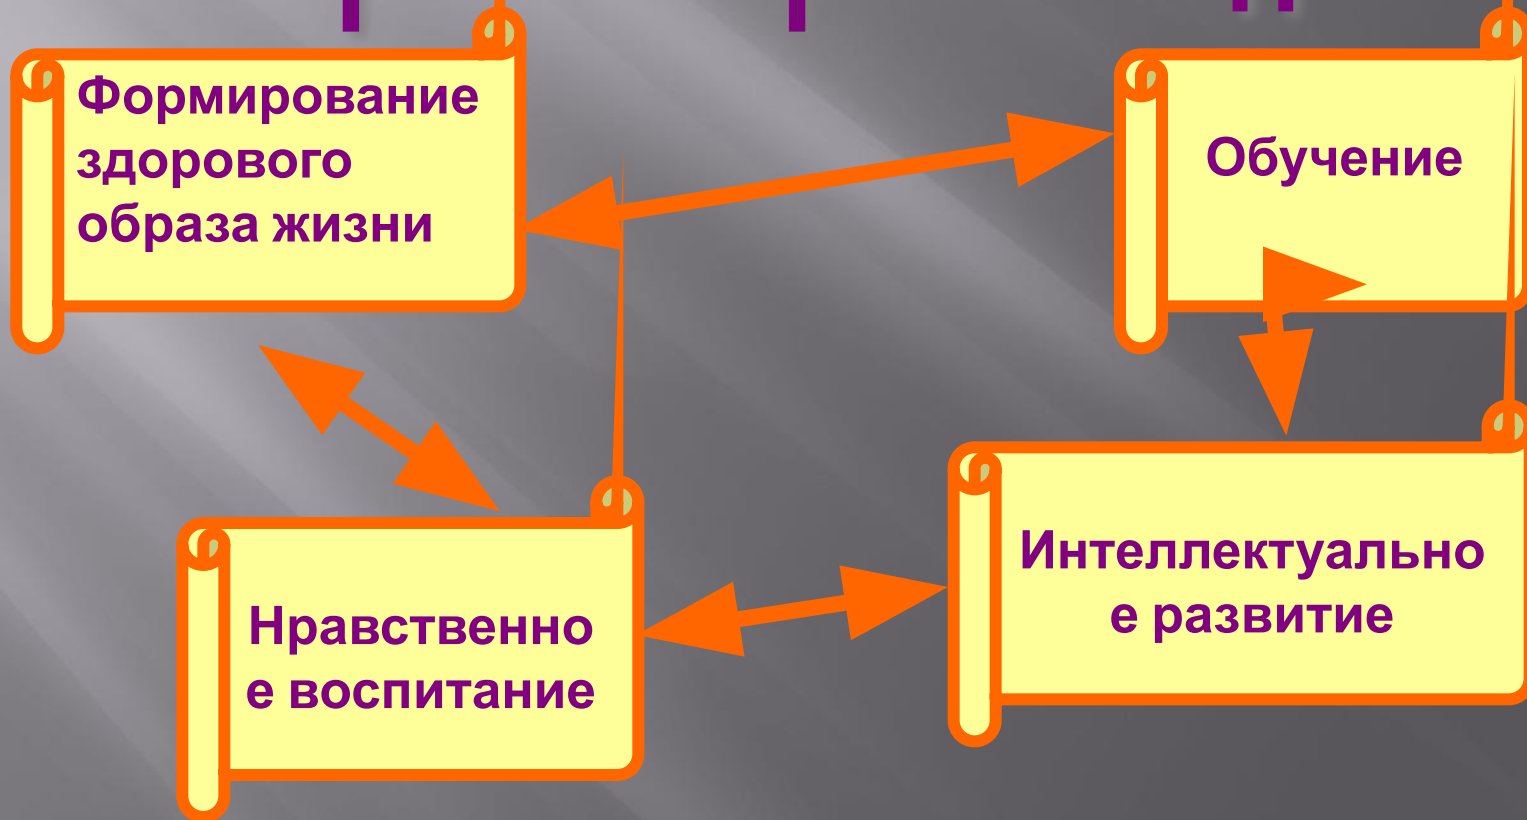 Формирование
здорового
образа жизни
Обучение
Интеллектуально
е развитие
Нравственно
е воспитание